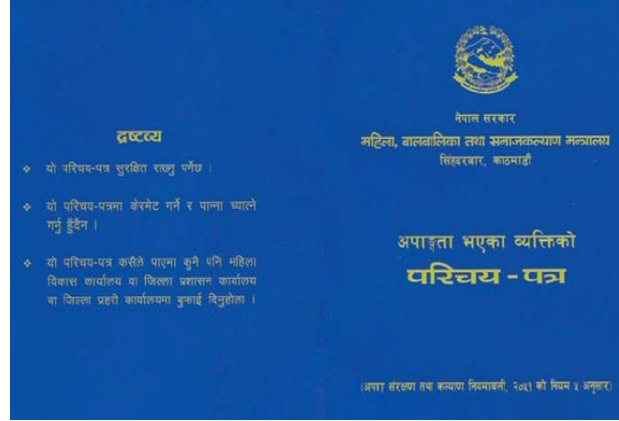 द्रष्टव्य
❖ यो परिचय-पत्र सुरक्षित राख्नु पर्नेछ ।
❖ यो परिचय-पत्रमा केरमेट गर्ने र पाना च्यात्ने
गर्नु हुँदैन ।
❖ यो परिचय-पत्र कसैले पाएमा कुनै पनि महिला
विकास कार्यालय वा जिल्ला प्रशासन कार्यालय
वा जिल्ला प्रहरी कार्यालयमा बुझाई दिनुहोला ।
नेपाल सरकार
महिला, बालबालिका तथा समाजकल्याण मन्त्रालय
सिंहदरबार, काठमाडौं
अपाङ्गता भएका व्यक्तिको
परिचय - पत्र
(अपाङ्ग संरक्षण तथा कल्याण नियमावली, २०५१ को नियम ५ अनुसार)